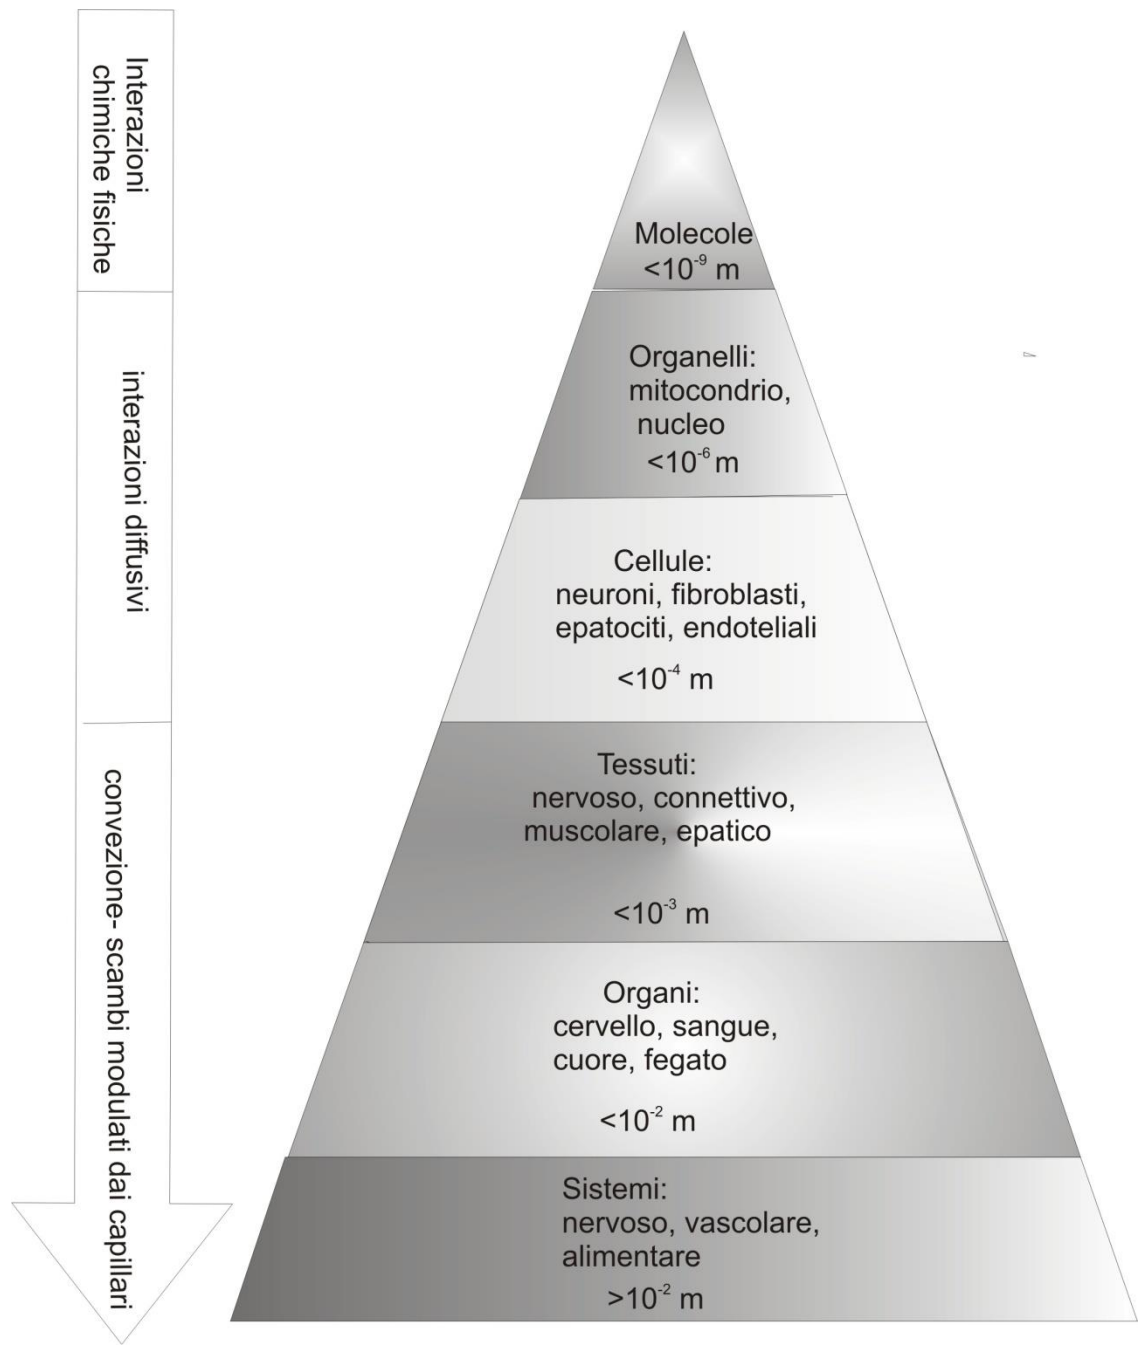 Interazioni
chimiche fisiche
interazioni diffusivi
convezione- scambi modulati dai capillari
Molecole
<10⁻⁹ m
Organelli:
mitocondrio,
nucleo
<10⁻⁶ m
Cellule:
neuroni, fibroblasti,
epatociti, endoteliali
<10⁻⁴ m
Tessuti:
nervoso, connettivo,
muscolare, epatico
<10⁻³ m
Organi:
cervello, sangue,
cuore, fegato
<10⁻² m
Sistemi:
nervoso, vascolare,
alimentare
>10⁻² m